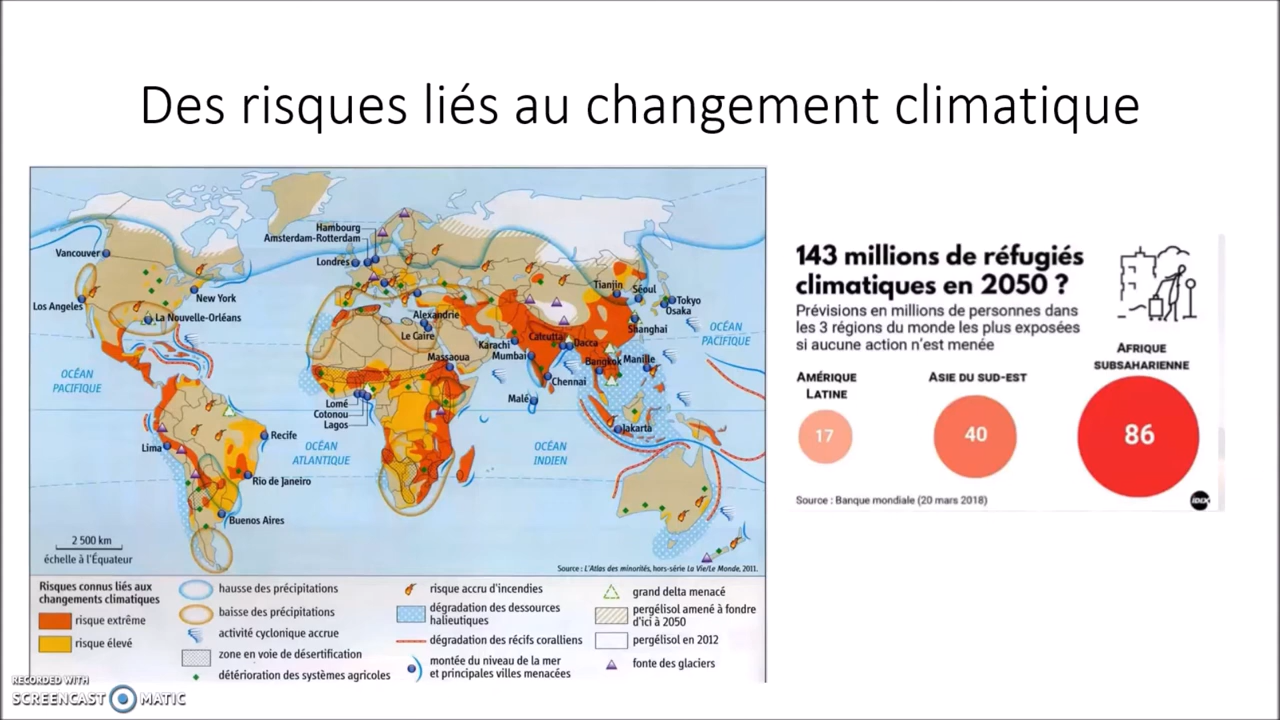 Des risques liés au changement climatique
Hambourg
Amsterdam-Rotterdam
Vancouver
Londres
Los Angeles
New York
La Nouvelle-Orléans
Alexandrie
Le Caire
Massaoua
Karachi
Mumbai
Calcutta
Dacca
Tianjin
Séoul
Tokyo
Osaka
Shanghai
OCÉAN
PACIFIQUE
Bangkok
Manille
Chennai
Malé
Jakarta
OCÉAN
PACIFIQUE
Lomé
Cotonou
Lagos
Lima
Recife
OCÉAN
ATLANTIQUE
OCÉAN
INDIEN
Rio de Janeiro
Buenos Aires
2 500 km
échelle à l'Équateur
Source : L'Atlas des minorités, hors-série La Vie/Le Monde, 2011.
Risques connus liés aux
changements climatiques
risque extrême
risque élevé
hausse des précipitations
baisse des précipitations
activité cyclonique accrue
zone en voie de désertification
détérioration des systèmes agricoles
risque accru d'incendies
dégradation des dessources
halieutiques
dégradation des récifs coralliens
montée du niveau de la mer
et principales villes menacées
grand delta menacé
pergélisol amené à fondre
d'ici à 2050
pergélisol en 2012
fonte des glaciers
143 millions de réfugiés
climatiques en 2050 ?
Prévisions en millions de personnes dans
les 3 régions du monde les plus exposées
si aucune action n'est menée
AMÉRIQUE
LATINE
17
ASIE DU SUD-EST
40
AFRIQUE
SUBSAHARIENNE
86
Source : Banque mondiale (20 mars 2018)
IDIX
RECORDED WITH
SCREENCAST MATIC